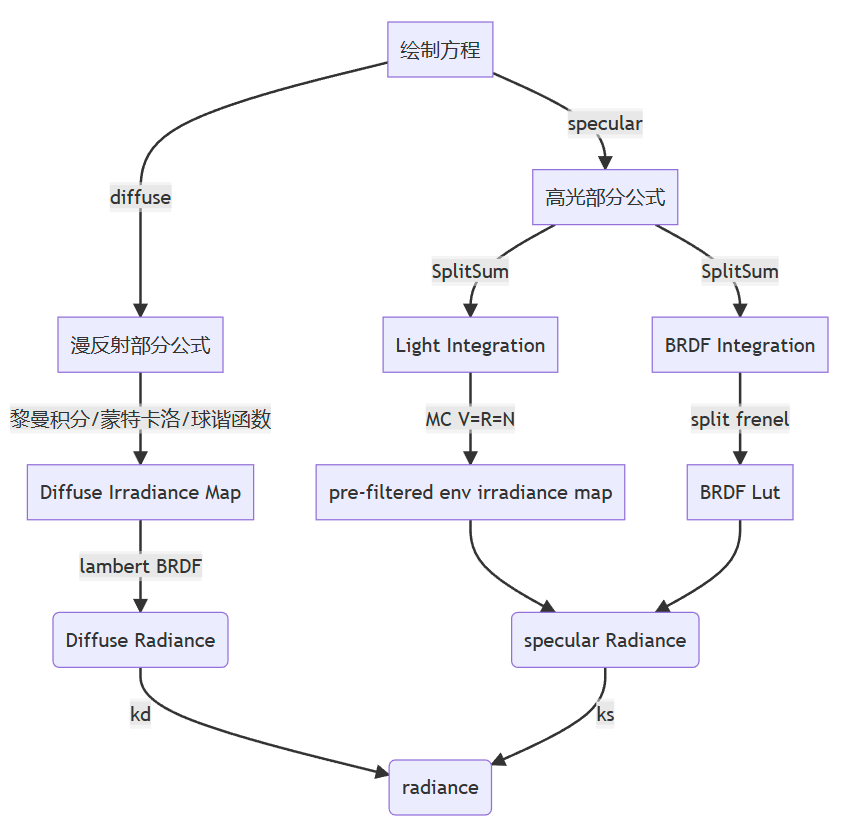 绘制方程
specular
diffuse
高光部分公式
SplitSum
SplitSum
漫反射部分公式
Light Integration
BRDF Integration
黎曼积分/蒙特卡洛/球谐函数
MC V=R=N
split frenel
Diffuse Irradiance Map
pre-filtered env irradiance map
BRDF Lut
lambert BRDF
Diffuse Radiance
specular Radiance
kd
ks
radiance